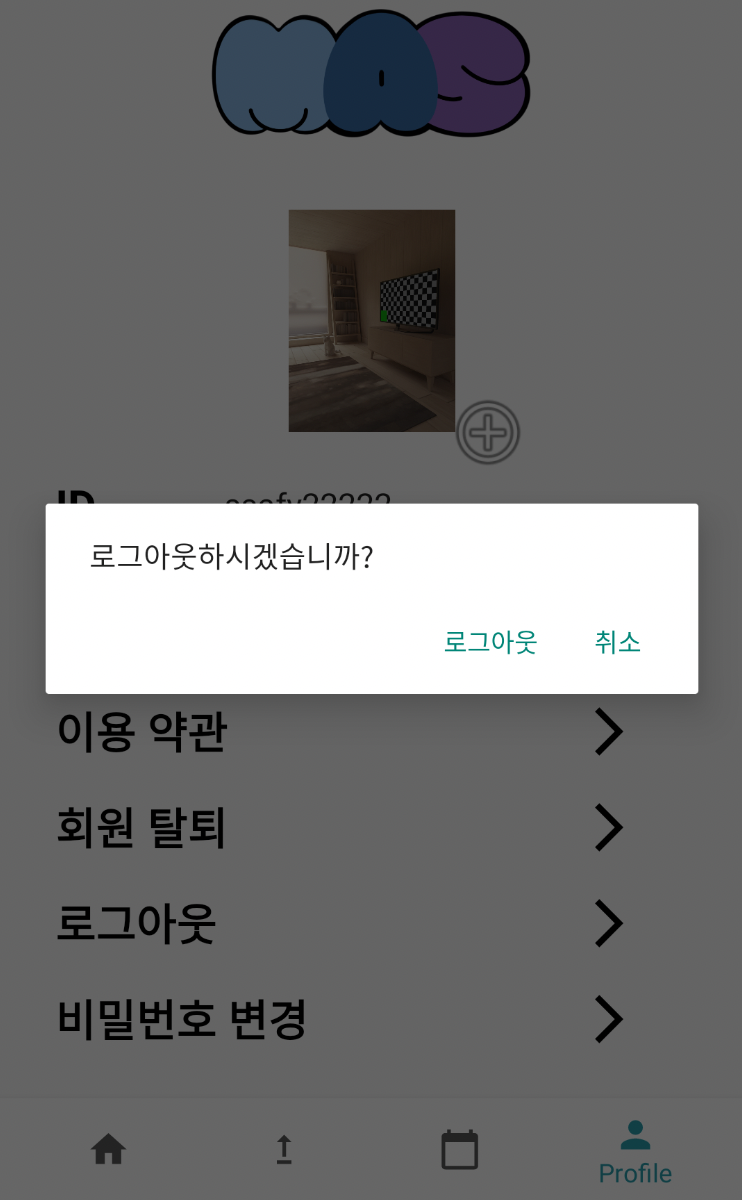 MAS
ID
로그아웃하시겠습니까?
로그아웃 취소
이용 약관
회원 탈퇴
로그아웃
비밀번호 변경
Profile